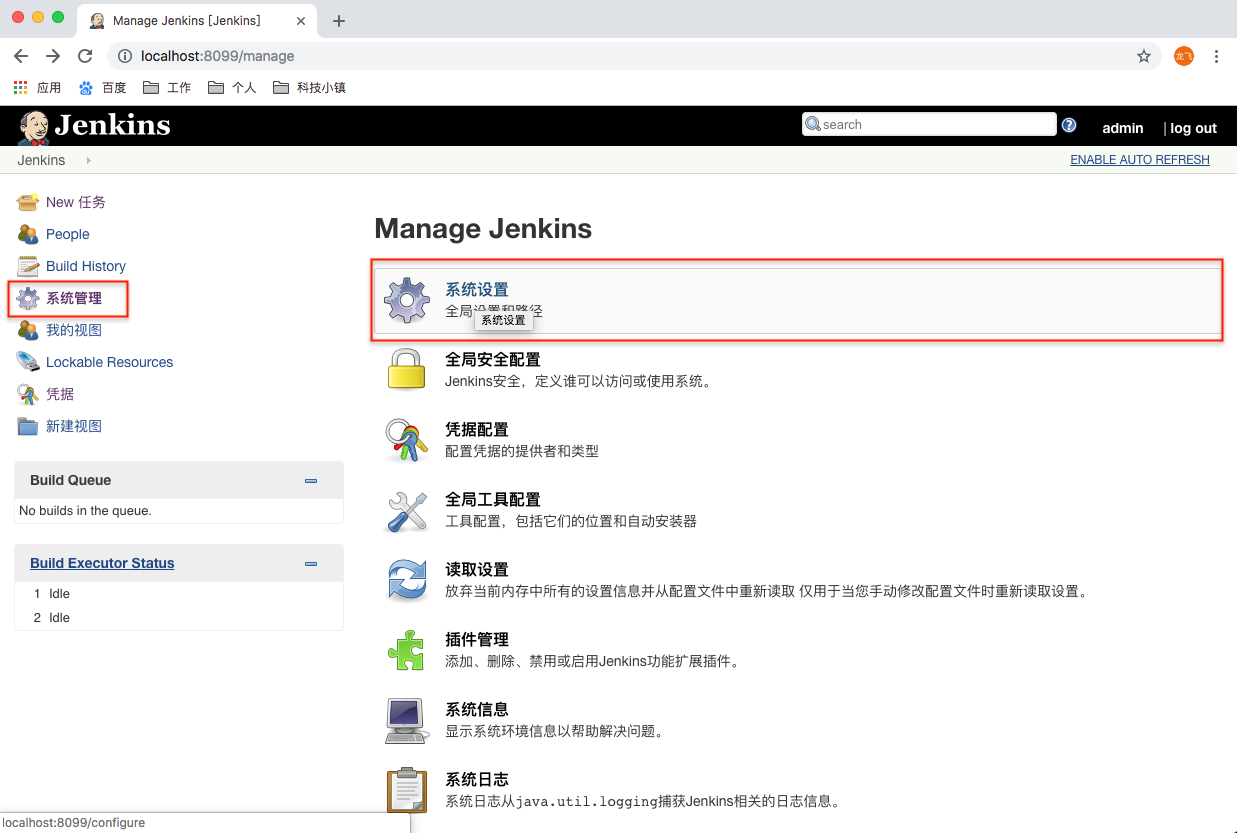 Manage Jenkins [Jenkins]
localhost:8099/manage
龙飞
应用 百度 工作 个人 科技小镇
Jenkins
search
admin | log out
Jenkins
ENABLE AUTO REFRESH
New 任务
People
Build History
系统管理
我的视图
Lockable Resources
凭据
新建视图
Build Queue
No builds in the queue.
Build Executor Status
1 Idle
2 Idle
Manage Jenkins
系统设置
全局设置和路径
系统设置
全局安全配置
Jenkins安全，定义谁可以访问或使用系统。
凭据配置
配置凭据的提供者和类型
全局工具配置
工具配置，包括它们的位置和自动安装器
读取设置
放弃当前内存中所有的设置信息并从配置文件中重新读取 仅用于当您手动修改配置文件时重新读取设置。
插件管理
添加、删除、禁用或启用Jenkins功能扩展插件。
系统信息
显示系统环境信息以帮助解决问题。
系统日志
系统日志从java.util.logging捕获Jenkins相关的日志信息。
localhost:8099/configure